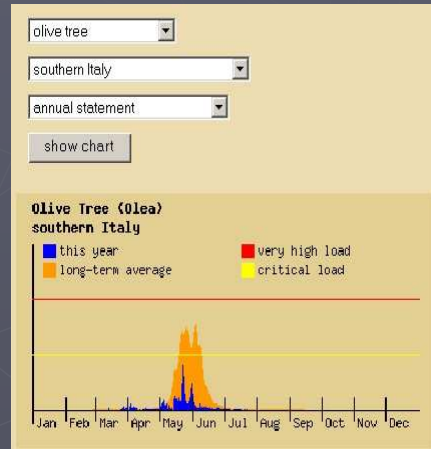 olive tree
southern Italy
annual statement
show chart
Olive Tree (Olea)
southern Italy
this year
very high load
long-term average
critical load
Jan Feb Mar Apr May Jun Jul Aug Sep Oct Nov Dec